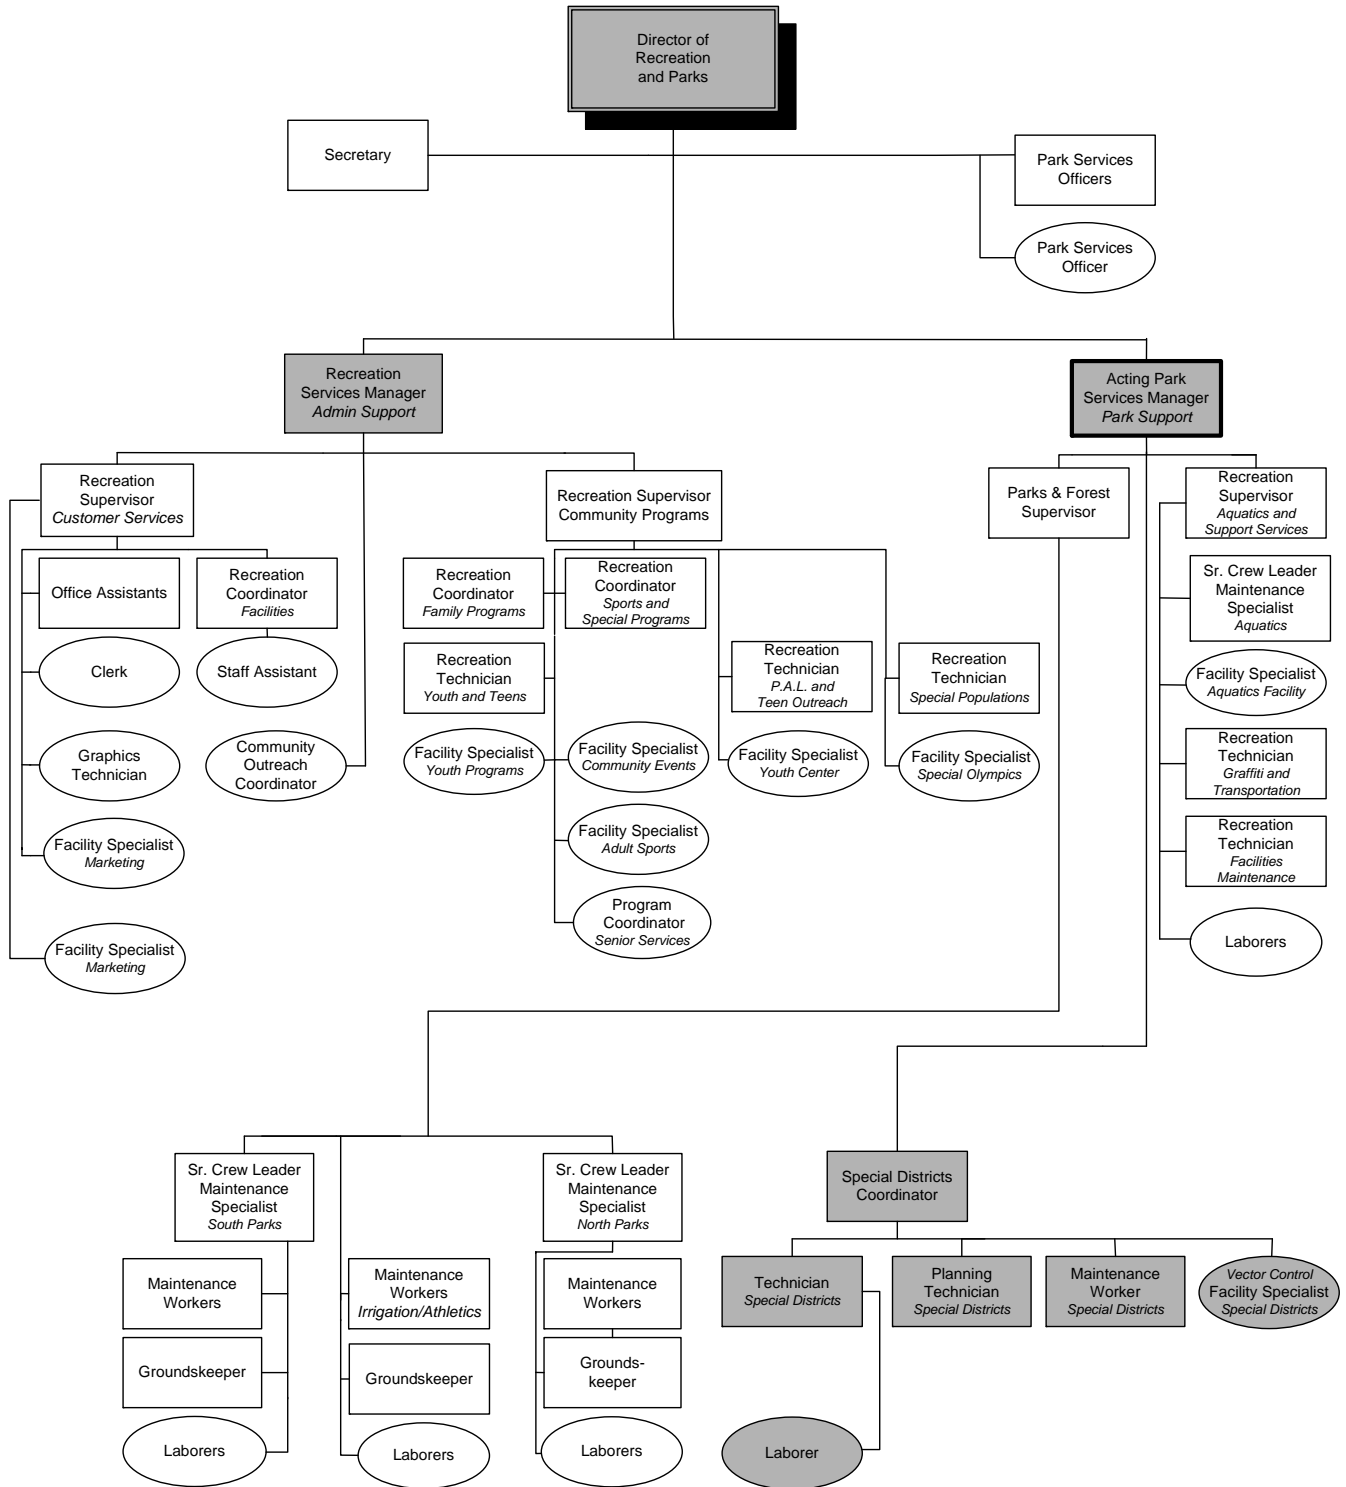 Director of
Recreation
and Parks
Secretary
Park Services
Officers
Park Services
Officer
Recreation
Services Manager
Admin Support
Acting Park
Services Manager
Park Support
Recreation
Supervisor
Customer Services
Recreation Supervisor
Community Programs
Parks & Forest
Supervisor
Recreation
Supervisor
Aquatics and
Support Services
Office Assistants
Recreation
Coordinator
Facilities
Recreation
Coordinator
Family Programs
Recreation
Coordinator
Sports and
Special Programs
Sr. Crew Leader
Maintenance
Specialist
Aquatics
Clerk
Staff Assistant
Recreation
Technician
Youth and Teens
Recreation
Technician
P.A.L. and
Teen Outreach
Recreation
Technician
Special Populations
Facility Specialist
Aquatics Facility
Graphics
Technician
Community
Outreach
Coordinator
Facility Specialist
Youth Programs
Facility Specialist
Community Events
Facility Specialist
Youth Center
Facility Specialist
Special Olympics
Recreation
Technician
Graffiti and
Transportation
Facility Specialist
Marketing
Facility Specialist
Adult Sports
Recreation
Technician
Facilities
Maintenance
Facility Specialist
Marketing
Program
Coordinator
Senior Services
Laborers
Sr. Crew Leader
Maintenance
Specialist
South Parks
Sr. Crew Leader
Maintenance
Specialist
North Parks
Special Districts
Coordinator
Maintenance
Workers
Maintenance
Workers
Irrigation/Athletics
Maintenance
Workers
Technician
Special Districts
Planning
Technician
Special Districts
Maintenance
Worker
Special Districts
Vector Control
Facility Specialist
Special Districts
Groundskeeper
Groundskeeper
Grounds-
keeper
Laborers
Laborers
Laborers
Laborer